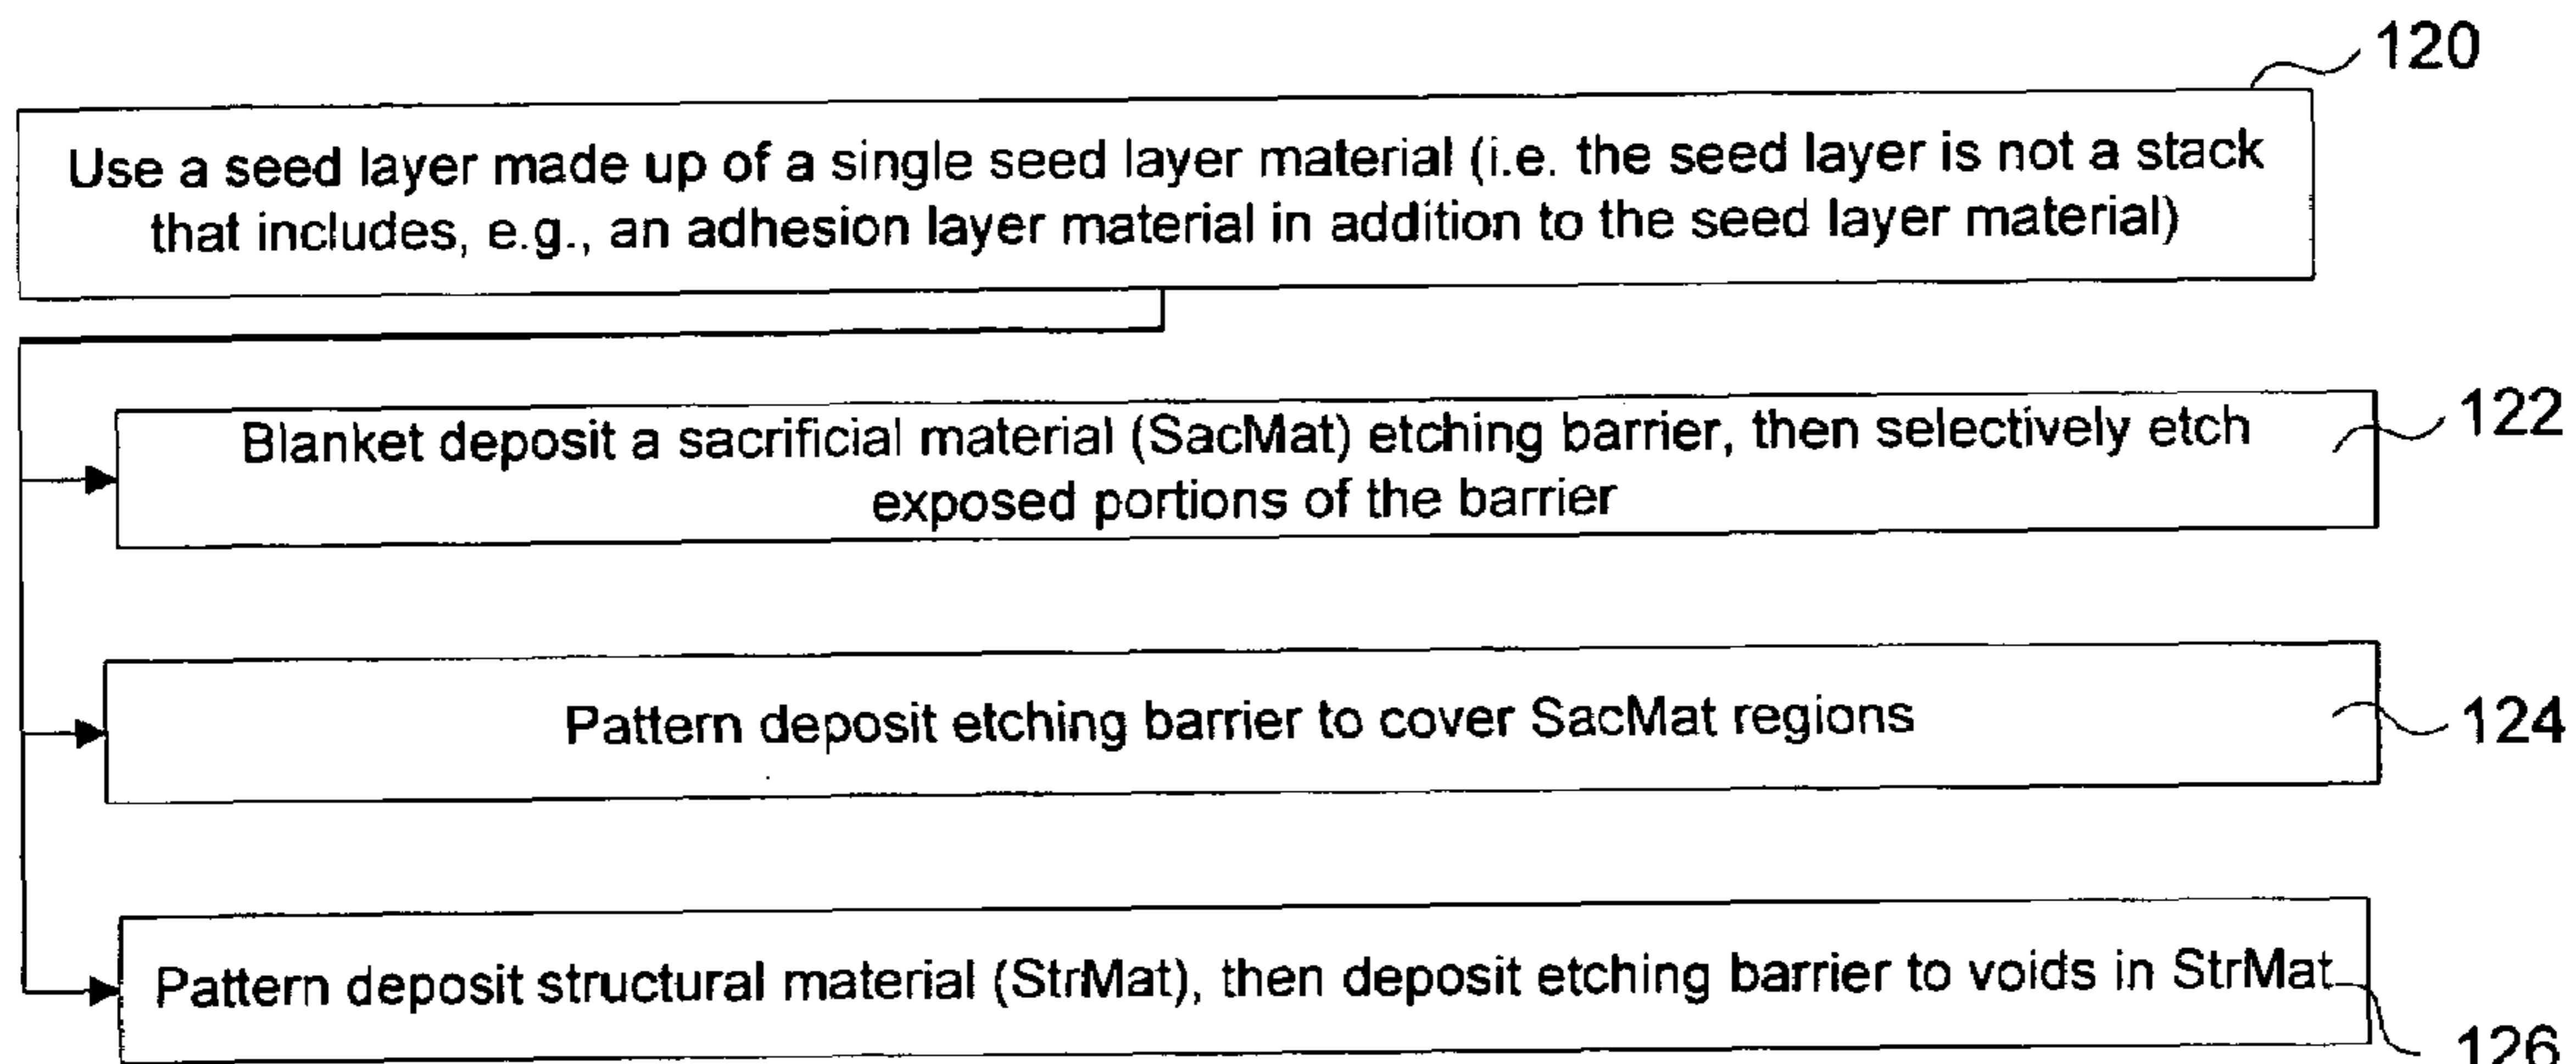 120
Use a seed layer made up of a single seed layer material (i.e. the seed layer is not a stack
that includes, e.g., an adhesion layer material in addition to the seed layer material)
Blanket deposit a sacrificial material (SacMat) etching barrier, then selectively etch
exposed portions of the barrier
122
Pattern deposit etching barrier to cover SacMat regions
124
Pattern deposit structural material (StrMat), then deposit etching barrier to voids in StrMat
126